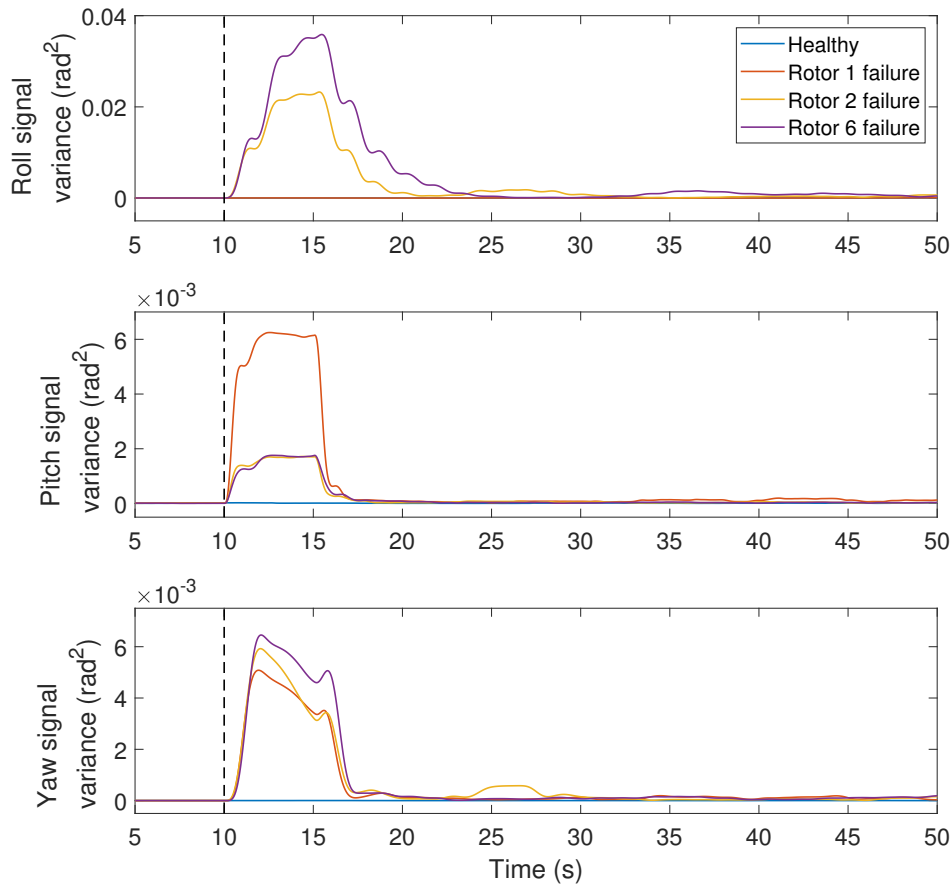 Roll signal
variance (rad²)
0.04
0.02
0
Healthy
Rotor 1 failure
Rotor 2 failure
Rotor 6 failure
5 10 15 20 25 30 35 40 45 50
×10⁻³
Pitch signal
variance (rad²)
6
4
2
0
5 10 15 20 25 30 35 40 45 50
×10⁻³
Yaw signal
variance (rad²)
6
4
2
0
5 10 15 20 25 30 35 40 45 50
Time (s)